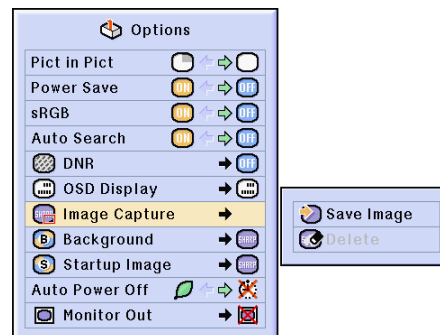 Options
Pict in Pict
Power Save ON OFF
sRGB ON OFF
Auto Search ON OFF
DNR OFF
OSD Display
Image Capture
Save Image
Delete
B Background SHARP
S Startup Image SHARP
Auto Power Off
Monitor Out